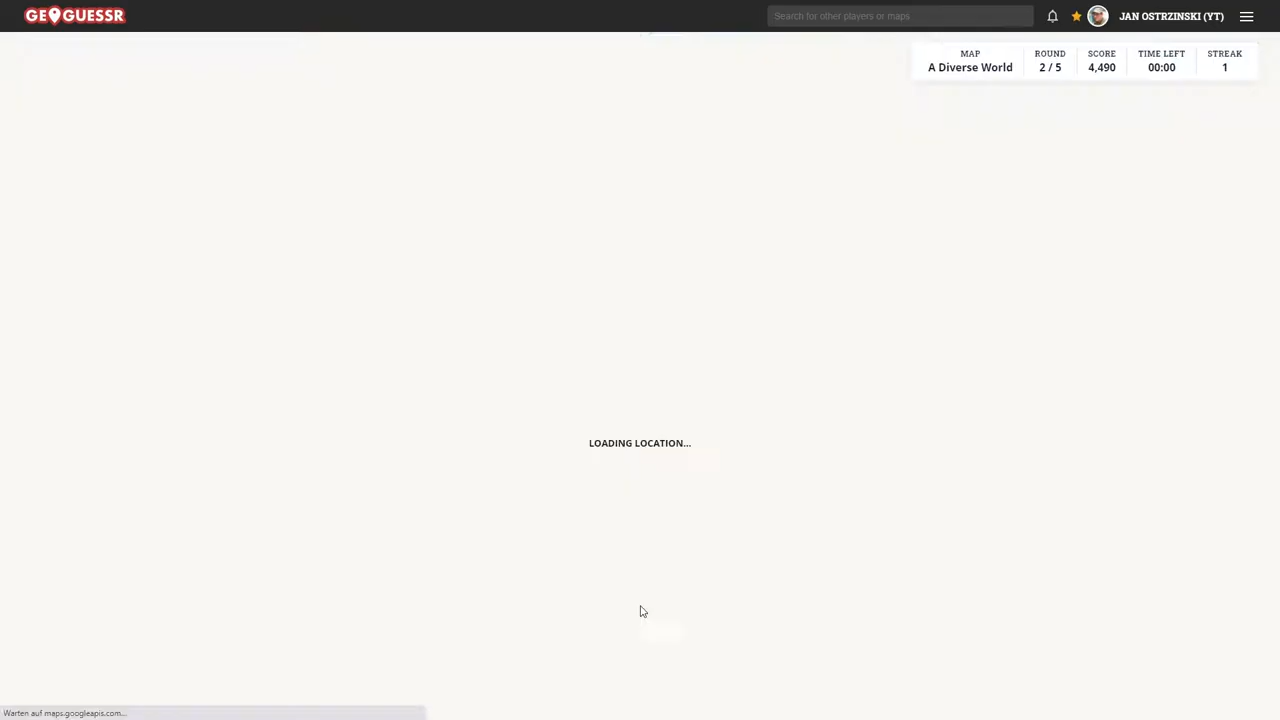 GEOGUESSR
Search for other players or maps
JAN OSTRZINSKI (YT)
MAP ROUND SCORE TIME LEFT STREAK
A Diverse World 2 / 5 4,490 00:00 1
LOADING LOCATION...
Warten auf maps.googleapis.com...